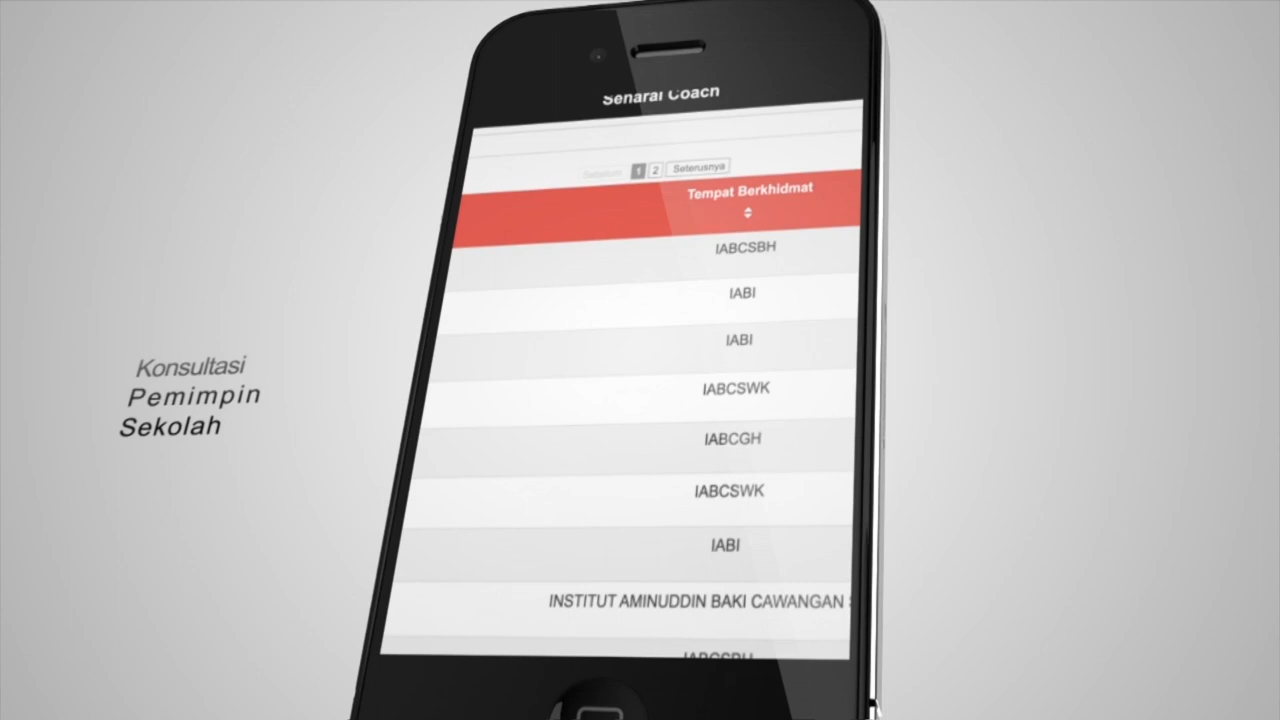 Senarai Coach
Sebelum 1 2 Seterusnya
Tempat Berkhidmat
IABCSBH
IABI
IABI
IABCSWK
IABCGH
IABCSWK
IABI
INSTITUT AMINUDDIN BAKI CAWANGAN
Konsultasi
Pemimpin
Sekolah